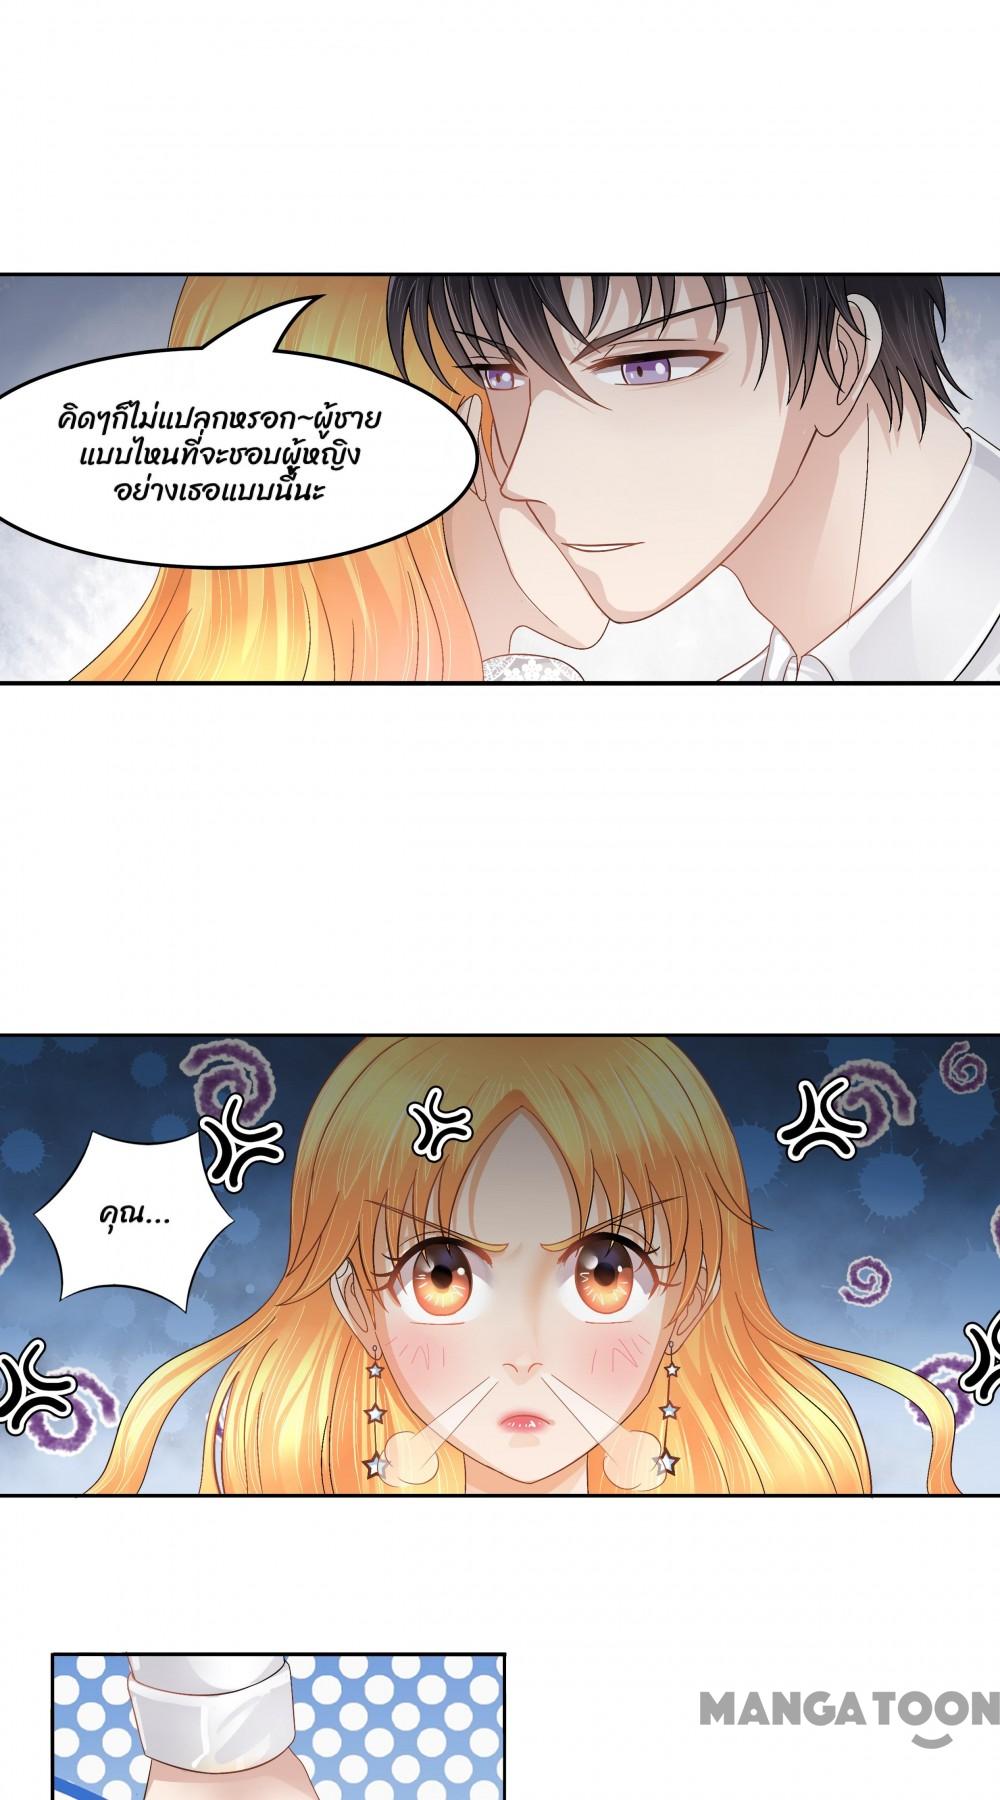 คิดๆก็ไม่แปลกหรอก~ผู้ชาย
แบบไหนที่จะชอบผู้หญิง
อย่างเธอแบบนี้นะ
คุณ...
MANGATOON